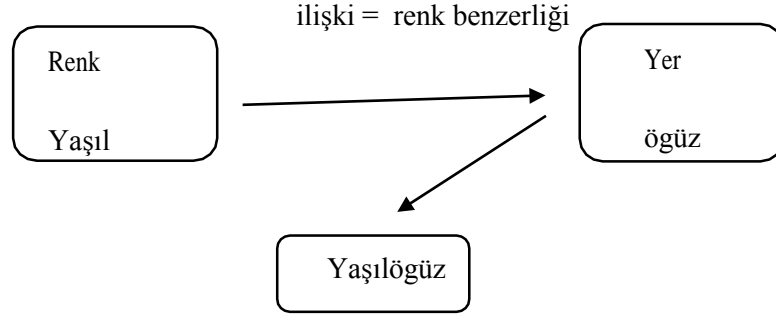 ilişki = renk benzerliği
Renk
Yaşıl
Yer
ögüz
Yaşılögüz